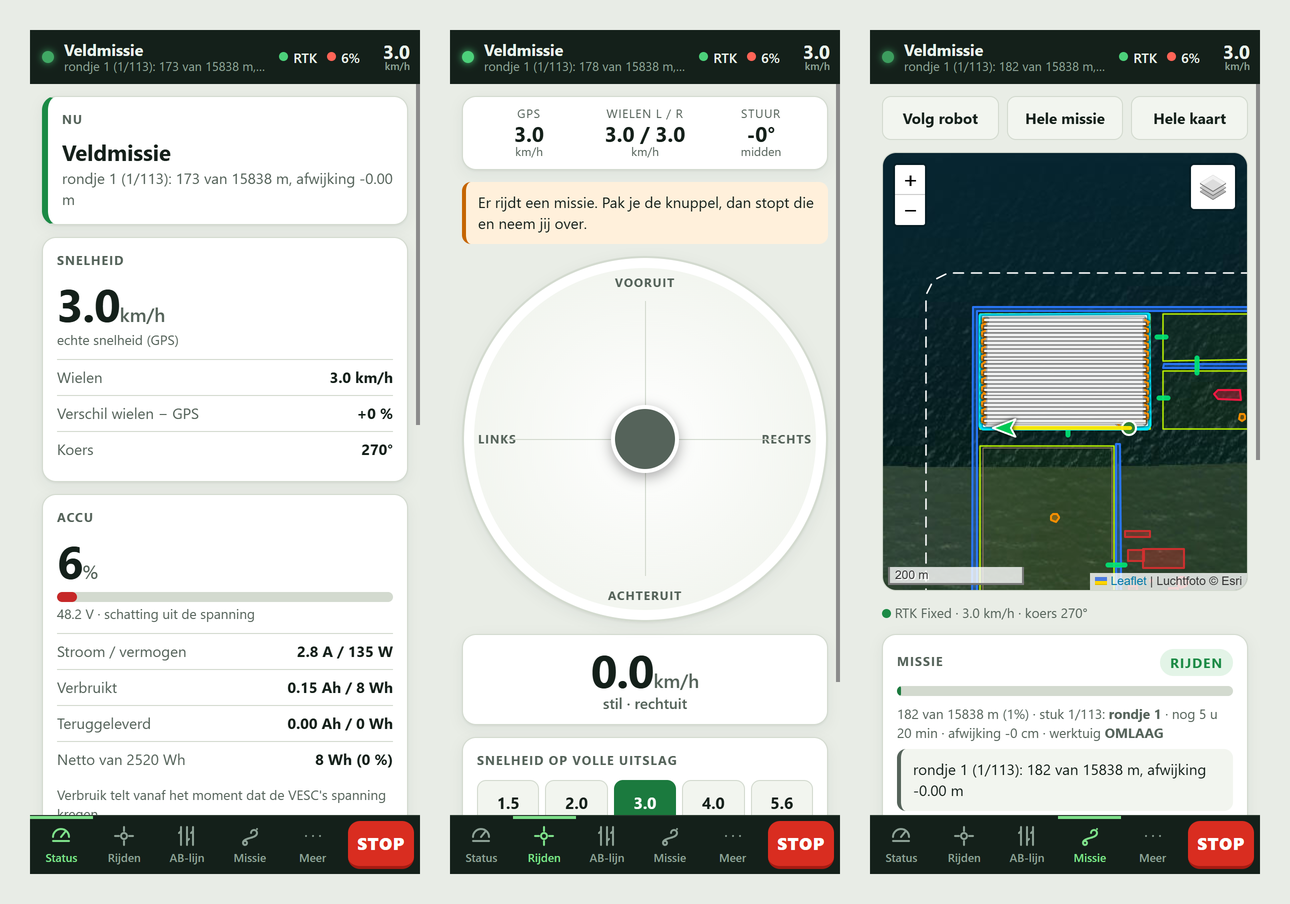 Veldmissie
rondje 1 (1/113): 173 van 15838 m,...
RTK
6%
3.0
km/h
NU
Veldmissie
rondje 1 (1/113): 173 van 15838 m, afwijking -0.00
m
SNELHEID
3.0km/h
echte snelheid (GPS)
Wielen 3.0 km/h
Verschil wielen – GPS +0 %
Koers 270°
ACCU
6%
48.2 V · schatting uit de spanning
Stroom / vermogen 2.8 A / 135 W
Verbruikt 0.15 Ah / 8 Wh
Teruggeleverd 0.00 Ah / 0 Wh
Netto van 2520 Wh 8 Wh (0 %)
Verbruik telt vanaf het moment dat de VESC's spanning
kregen.
Status Rijden AB-lijn Missie Meer STOP
Veldmissie
rondje 1 (1/113): 178 van 15838 m,...
RTK
6%
3.0
km/h
GPS WIELEN L / R STUUR
3.0 3.0 / 3.0 -0°
km/h km/h midden
Er rijdt een missie. Pak je de knuppel, dan stopt die
en neem jij over.
VOORUIT
LINKS RECHTS
ACHTERUIT
0.0km/h
stil · rechtuit
SNELHEID OP VOLLE UITSLAG
1.5 2.0 3.0 4.0 5.6
Status Rijden AB-lijn Missie Meer STOP
Veldmissie
rondje 1 (1/113): 182 van 15838 m,...
RTK
6%
3.0
km/h
Volg robot Hele missie Hele kaart
+
−
200 m
Leaflet | Luchtfoto © Esri
RTK Fixed · 3.0 km/h · koers 270°
MISSIE RIJDEN
182 van 15838 m (1%) · stuk 1/113: rondje 1 · nog 5 u
20 min · afwijking -0 cm · werktuig OMLAAG
rondje 1 (1/113): 182 van 15838 m, afwijking
-0.00 m
Status Rijden AB-lijn Missie Meer STOP